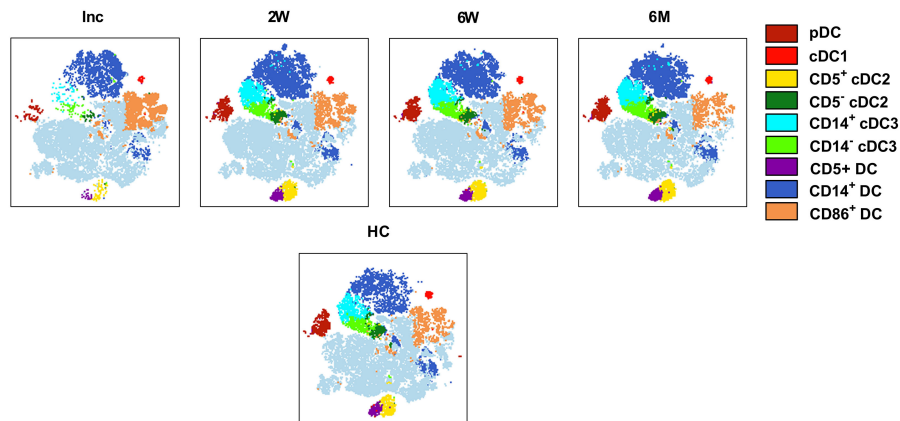 Inc
2W
6W
6M
pDC
cDC1
CD5⁺ cDC2
CD5⁻ cDC2
CD14⁺ cDC3
CD14⁻ cDC3
CD5+ DC
CD14⁺ DC
CD86⁺ DC
HC